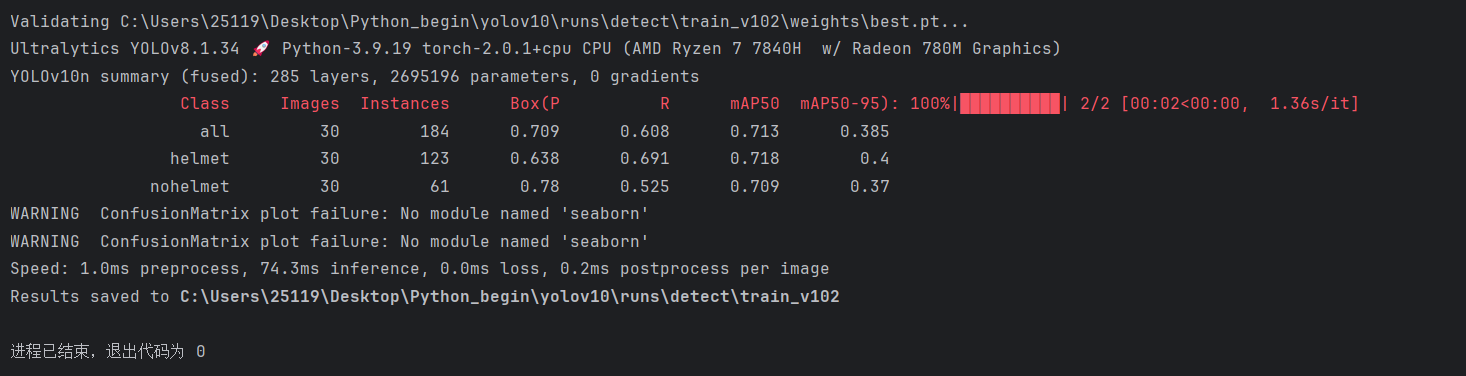 Validating C:\Users\25119\Desktop\Python_begin\yolov10\runs\detect\train_v102\weights\best.pt...
Ultralytics YOLOv8.1.34 🚀 Python-3.9.19 torch-2.0.1+cpu CPU (AMD Ryzen 7 7840H  w/ Radeon 780M Graphics)
YOLOv10n summary (fused): 285 layers, 2695196 parameters, 0 gradients
                 Class     Images  Instances      Box(P          R      mAP50  mAP50-95): 100%|██████████| 2/2 [00:02<00:00,  1.36s/it]
                   all         30        184      0.709      0.608      0.713      0.385
                helmet         30        123      0.638      0.691      0.718        0.4
              nohelmet         30         61       0.78      0.525      0.709       0.37
WARNING  ConfusionMatrix plot failure: No module named 'seaborn'
WARNING  ConfusionMatrix plot failure: No module named 'seaborn'
Speed: 1.0ms preprocess, 74.3ms inference, 0.0ms loss, 0.2ms postprocess per image
Results saved to C:\Users\25119\Desktop\Python_begin\yolov10\runs\detect\train_v102
进程已结束，退出代码为 0